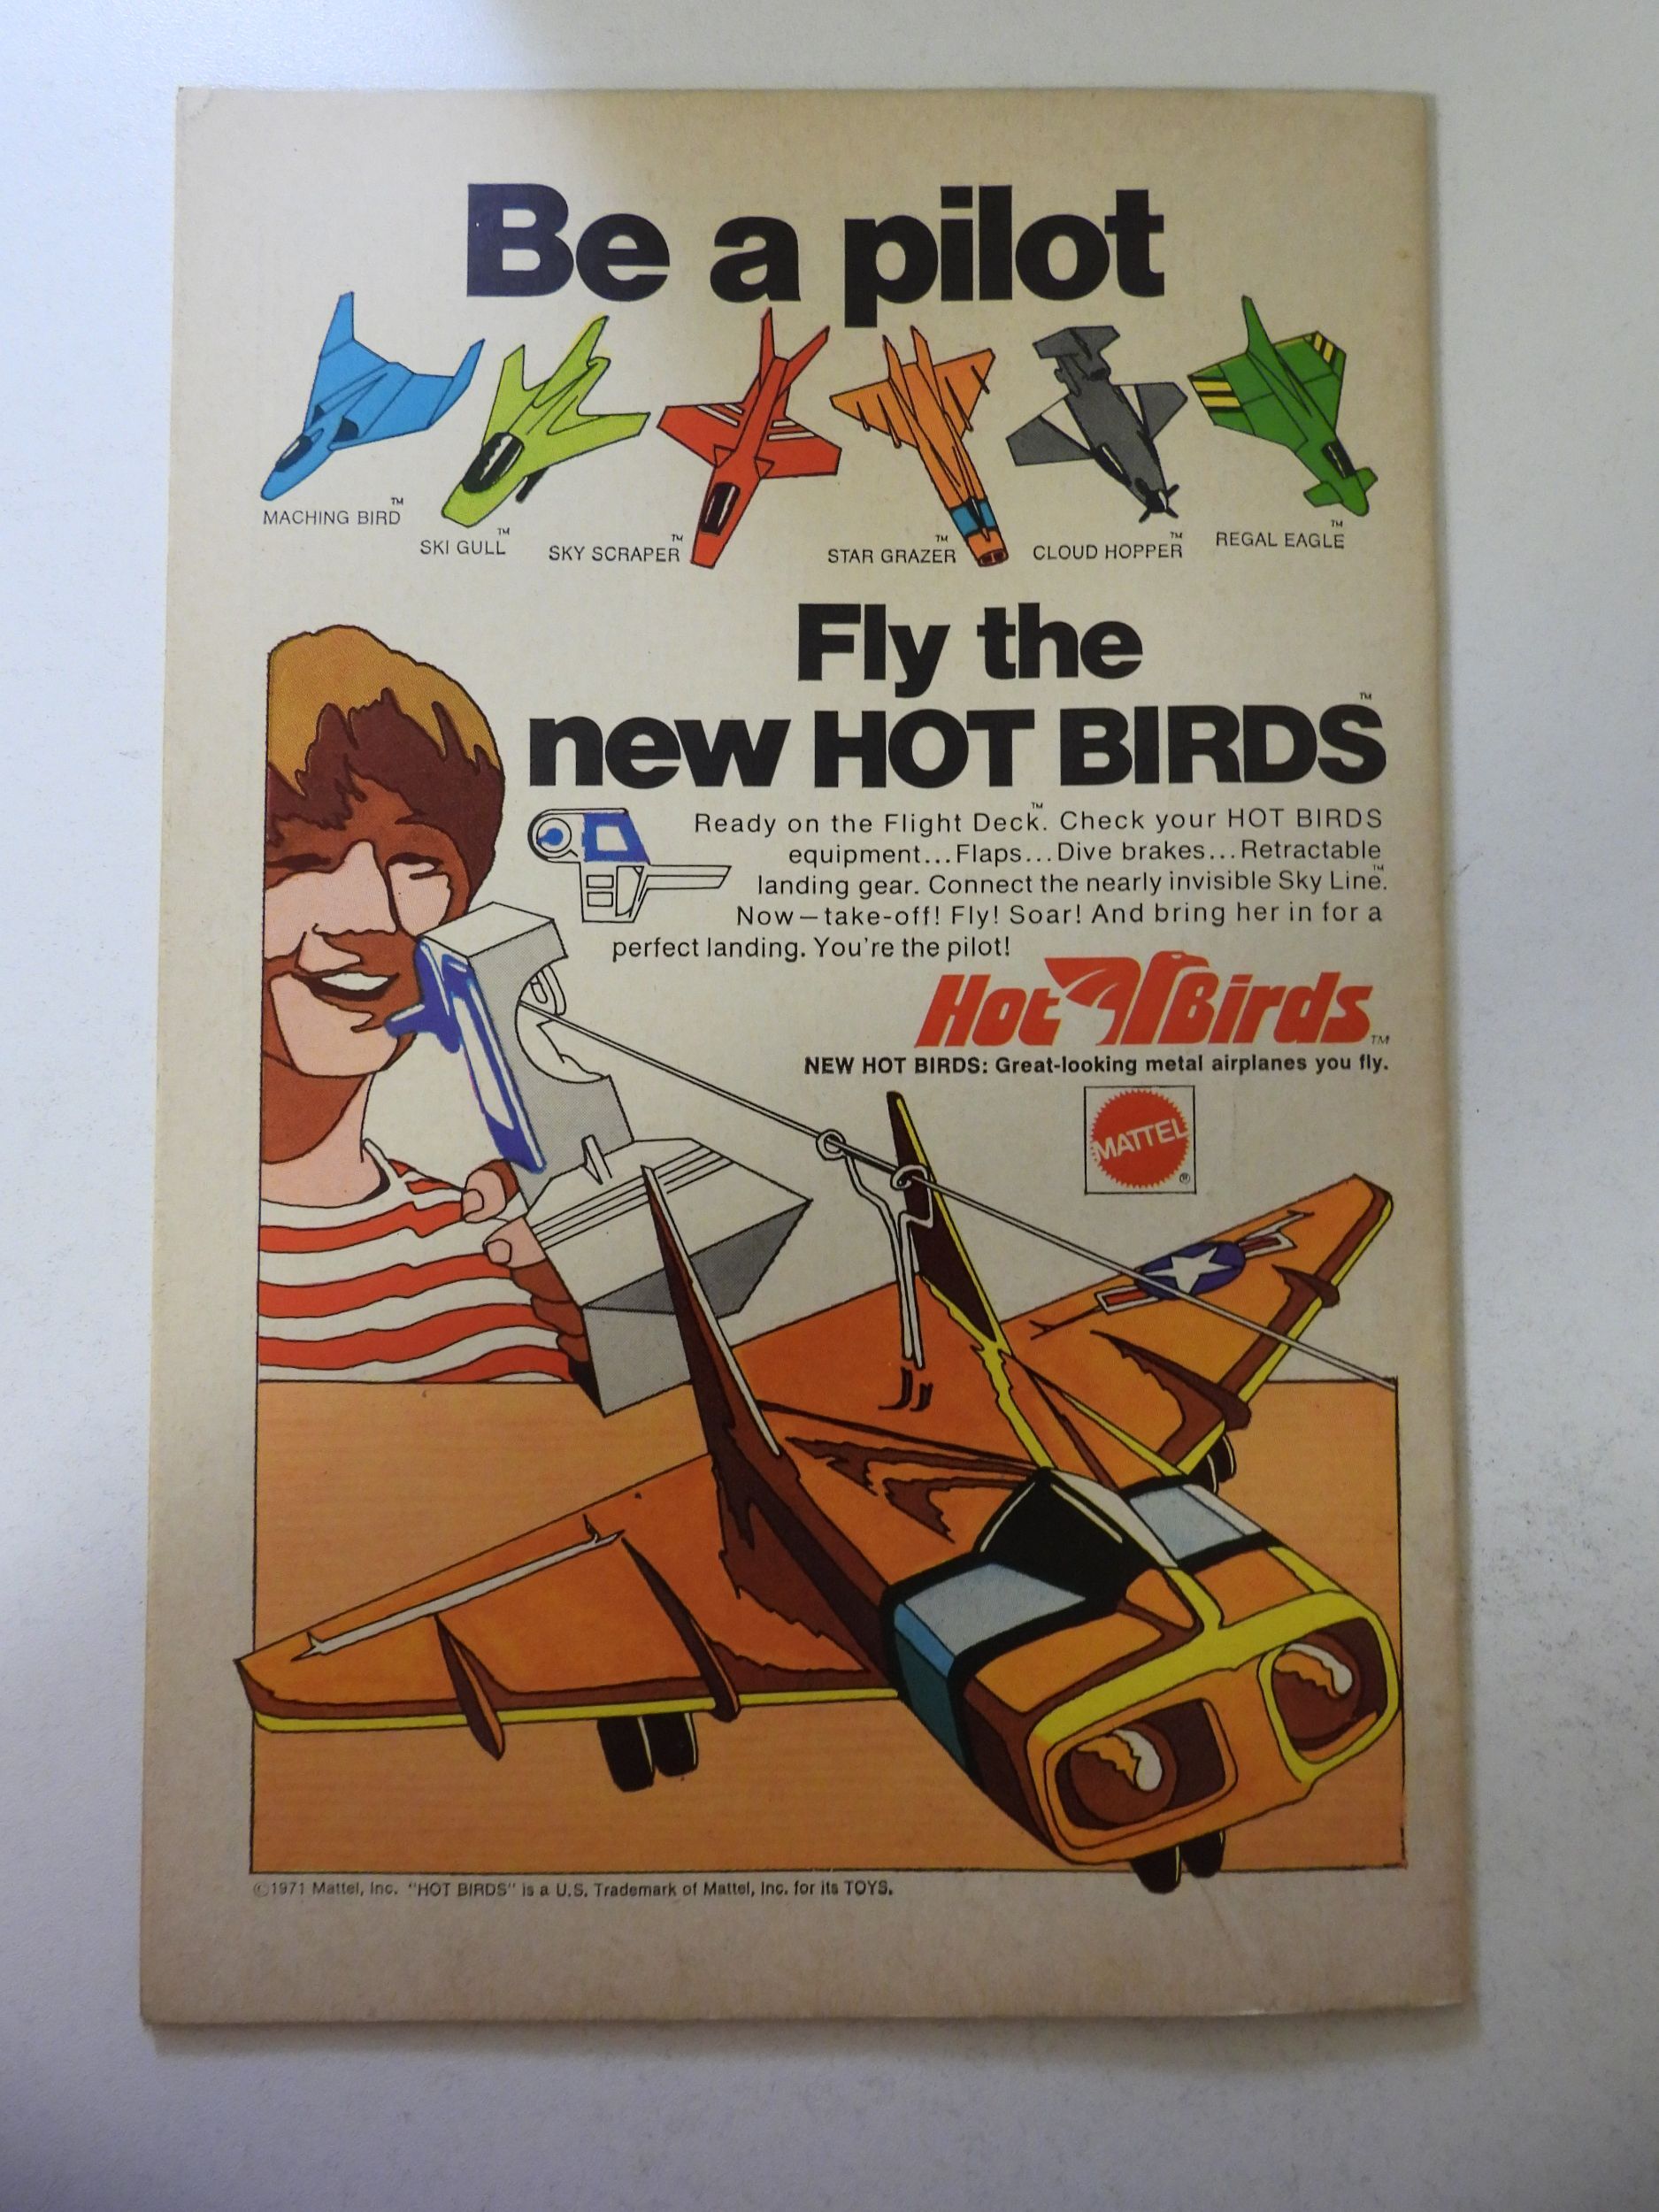 Be a pilot
MACHING BIRD™
SKI GULL™
SKY SCRAPER™
STAR GRAZER™
CLOUD HOPPER™
REGAL EAGLE™
Fly the
new HOT BIRDS™
Ready on the Flight Deck™. Check your HOT BIRDS
equipment...Flaps...Dive brakes...Retractable
landing gear. Connect the nearly invisible Sky Line™.
Now—take-off! Fly! Soar! And bring her in for a
perfect landing. You're the pilot!
Hot Birds™
NEW HOT BIRDS: Great-looking metal airplanes you fly.
MATTEL®
©1971 Mattel, Inc. "HOT BIRDS" is a U.S. Trademark of Mattel, Inc. for its TOYS.